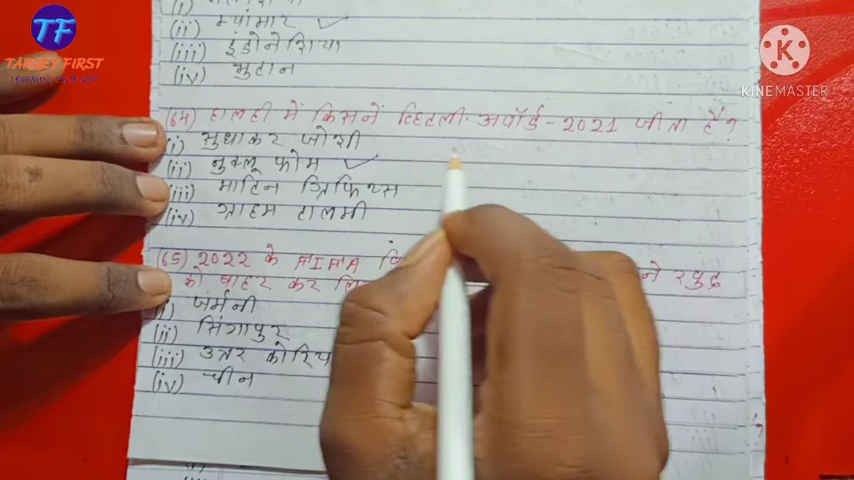 TF
TARGET FIRST
KINEMASTER
(i)
(ii) म्यांमार ✓
(iii) इंडोनेशिया
(iv) भुटान
(64) हालही में किसनें व्हिटली अवॉर्ड - 2021 जीता है?
(i) सुधाकर जोशी
(ii) नुक्लू फोम ✓
(iii) मार्टिन ग्रिफिथ्स
(iv) ग्राहम हालमी
(65) 2022 के ने खुद
को बाहर कर
(i) जर्मनी
(ii) सिंगापुर
(iii) उत्तर
(iv) चीन